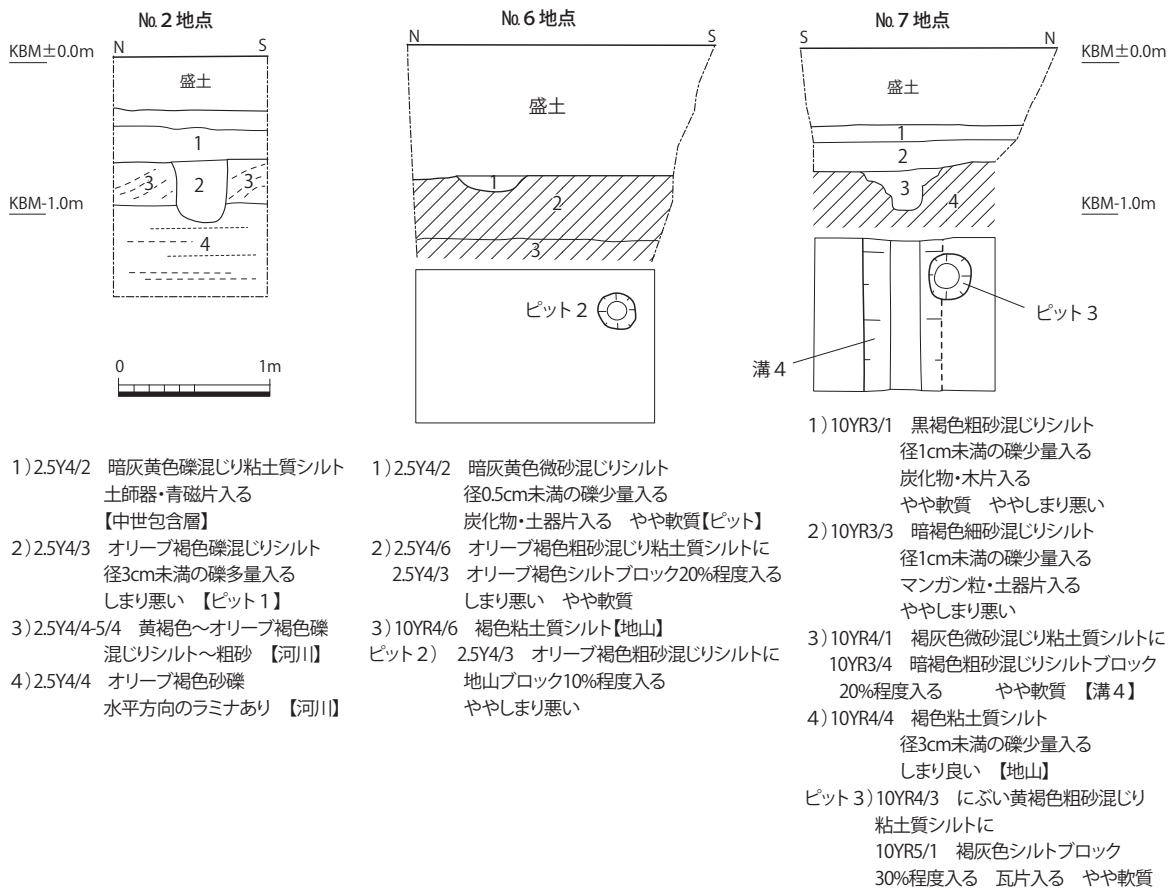 №2地点
KBM±0.0m
N
S
盛土
1
3
2
3
KBM-1.0m
4
0
1m
1）2.5Y4/2　暗灰黄色礫混じり粘土質シルト
土師器・青磁片入る
【中世包含層】
2）2.5Y4/3　オリーブ褐色礫混じりシルト
径3cm未満の礫多量入る
しまり悪い　【ピット1】
3）2.5Y4/4-5/4　黄褐色～オリーブ褐色礫
混じりシルト～粗砂　【河川】
4）2.5Y4/4　オリーブ褐色砂礫
水平方向のラミナあり　【河川】
№6地点
N
S
盛土
1
2
3
ピット2
1）2.5Y4/2　暗灰黄色微砂混じりシルト
径0.5cm未満の礫少量入る
炭化物・土器片入る　やや軟質【ピット】
2）2.5Y4/6　オリーブ褐色粗砂混じり粘土質シルトに
2.5Y4/3　オリーブ褐色シルトブロック20%程度入る
しまり悪い　やや軟質
3）10YR4/6　褐色粘土質シルト【地山】
ピット2）　2.5Y4/3　オリーブ褐色粗砂混じりシルトに
地山ブロック10%程度入る
ややしまり悪い
№7地点
S
N
KBM±0.0m
盛土
1
2
3
4
KBM-1.0m
ピット3
溝4
1）10YR3/1　黒褐色粗砂混じりシルト
径1cm未満の礫少量入る
炭化物・木片入る
やや軟質　ややしまり悪い
2）10YR3/3　暗褐色細砂混じりシルト
径1cm未満の礫少量入る
マンガン粒・土器片入る
ややしまり悪い
3）10YR4/1　褐灰色微砂混じり粘土質シルトに
10YR3/4　暗褐色粗砂混じりシルトブロック
20%程度入る　やや軟質　【溝4】
4）10YR4/4　褐色粘土質シルト
径3cm未満の礫少量入る
しまり良い　【地山】
ピット3）10YR4/3　にぶい黄褐色粗砂混じり
粘土質シルトに
10YR5/1　褐灰色シルトブロック
30%程度入る　瓦片入る　やや軟質